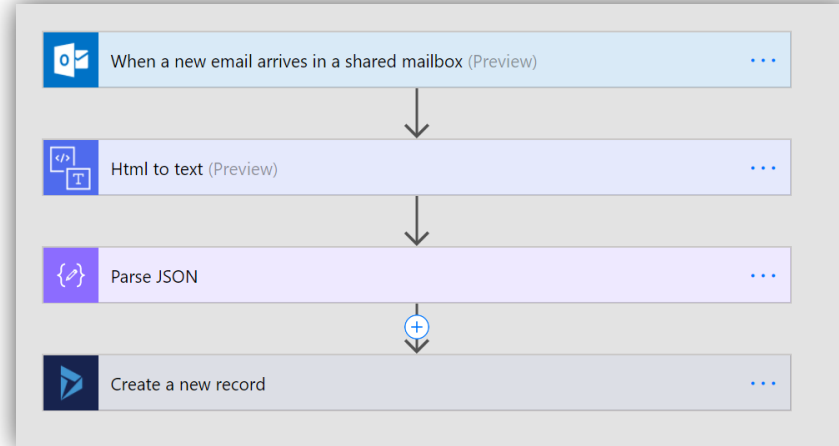 When a new email arrives in a shared mailbox (Preview)
Html to text (Preview)
Parse JSON
Create a new record